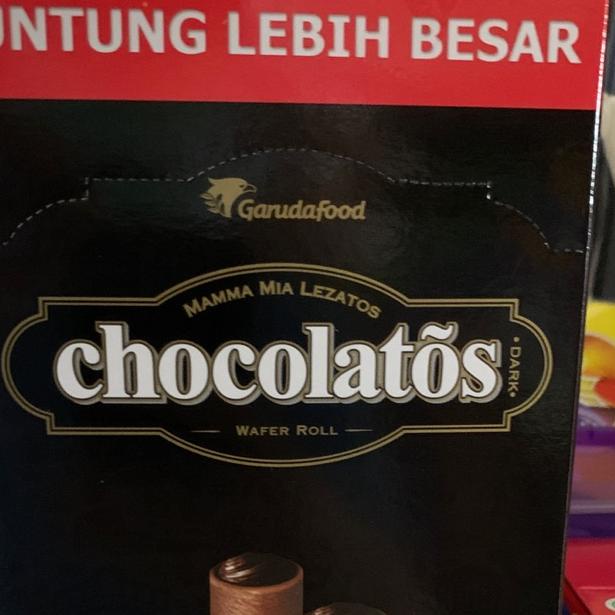 UNTUNG LEBIH BESAR
Garudafood
MAMMA MIA LEZATOS
chocolatõs
•DARK•
WAFER ROLL